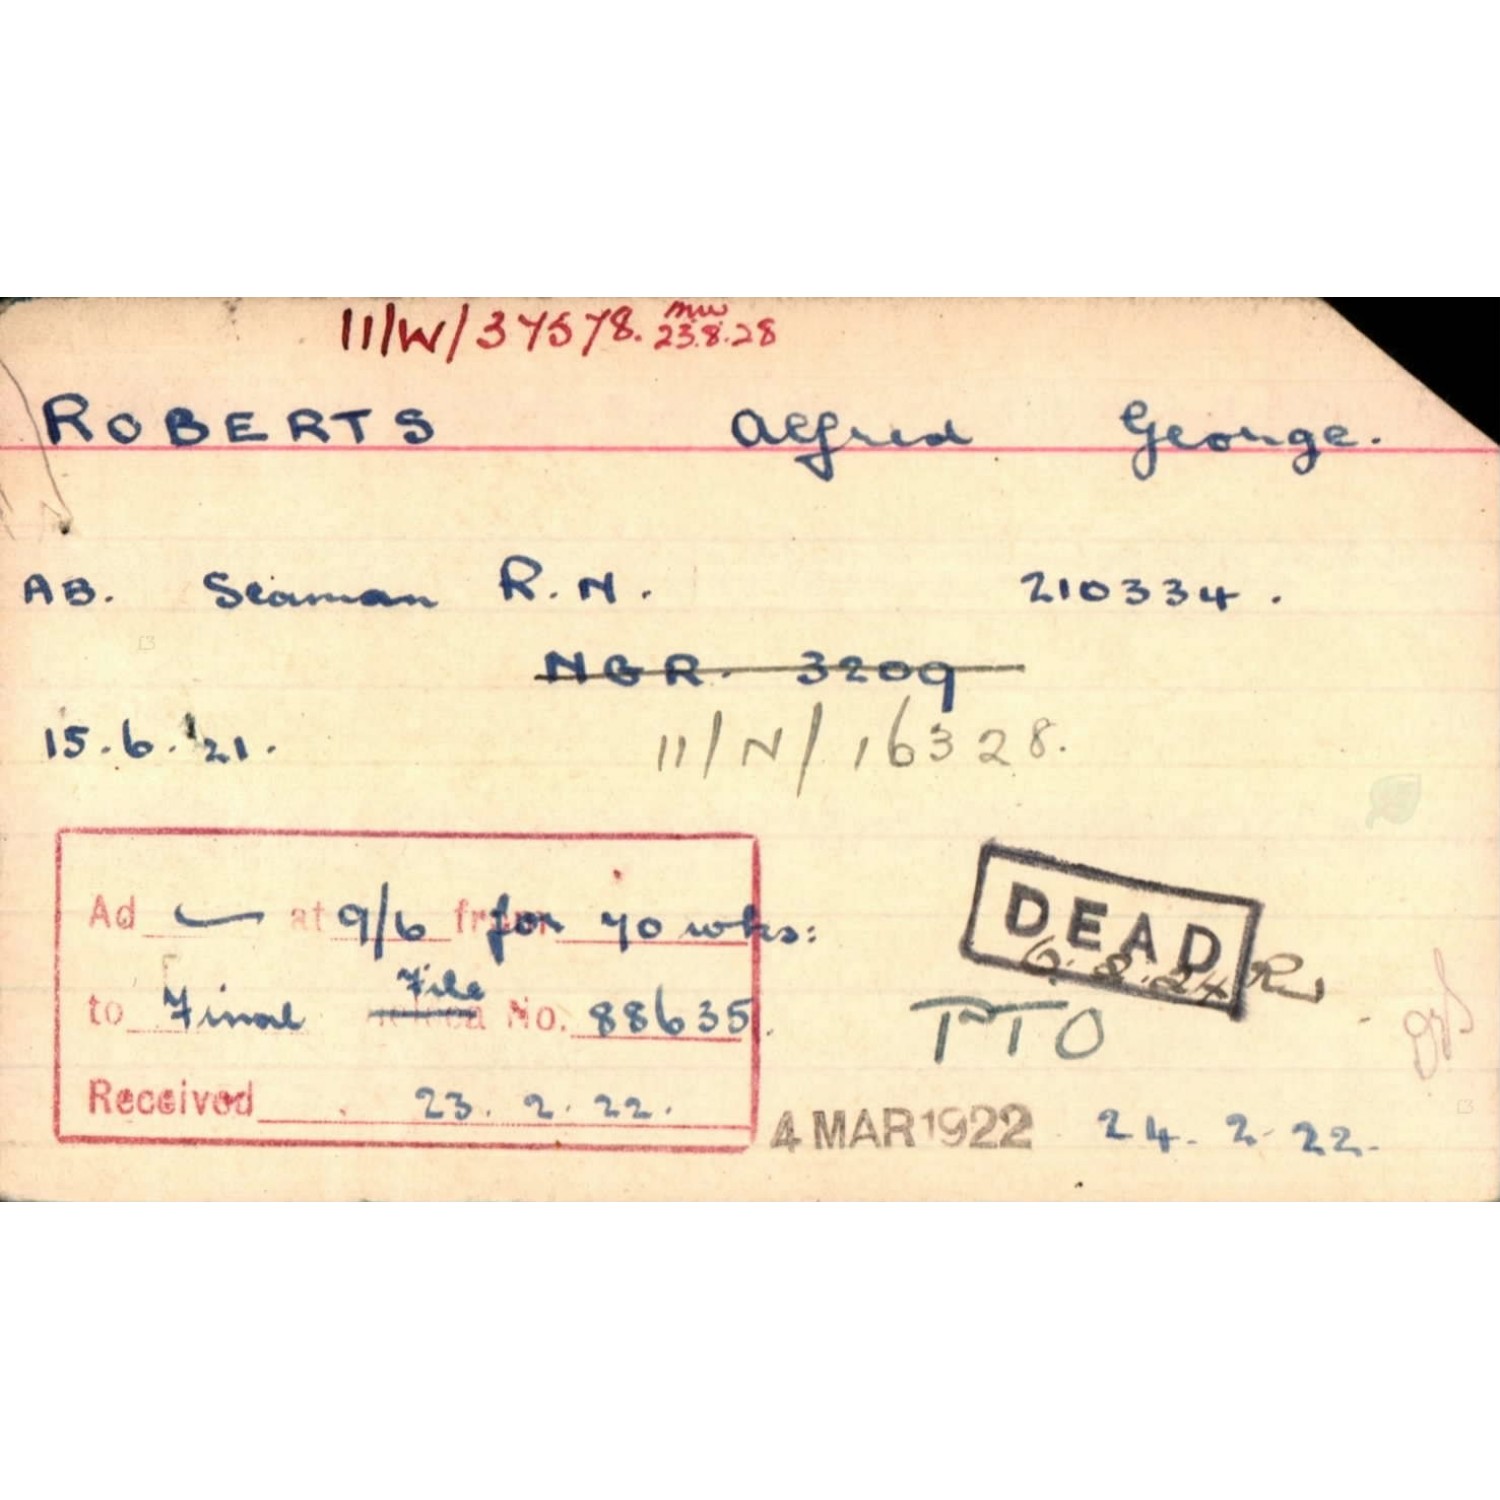 11/W/37578. mw 23.8.28
ROBERTS Alfred George.
AB. Seaman R.N. 210334.
NGR. 3209
15.6.21. 11/N/16328.
Ad at 9/6 for 70 wks:
DEAD
6.2.24
to Final File No. 88635.
PTO
Received 23.2.22.
4 MAR 1922 24.2.22.